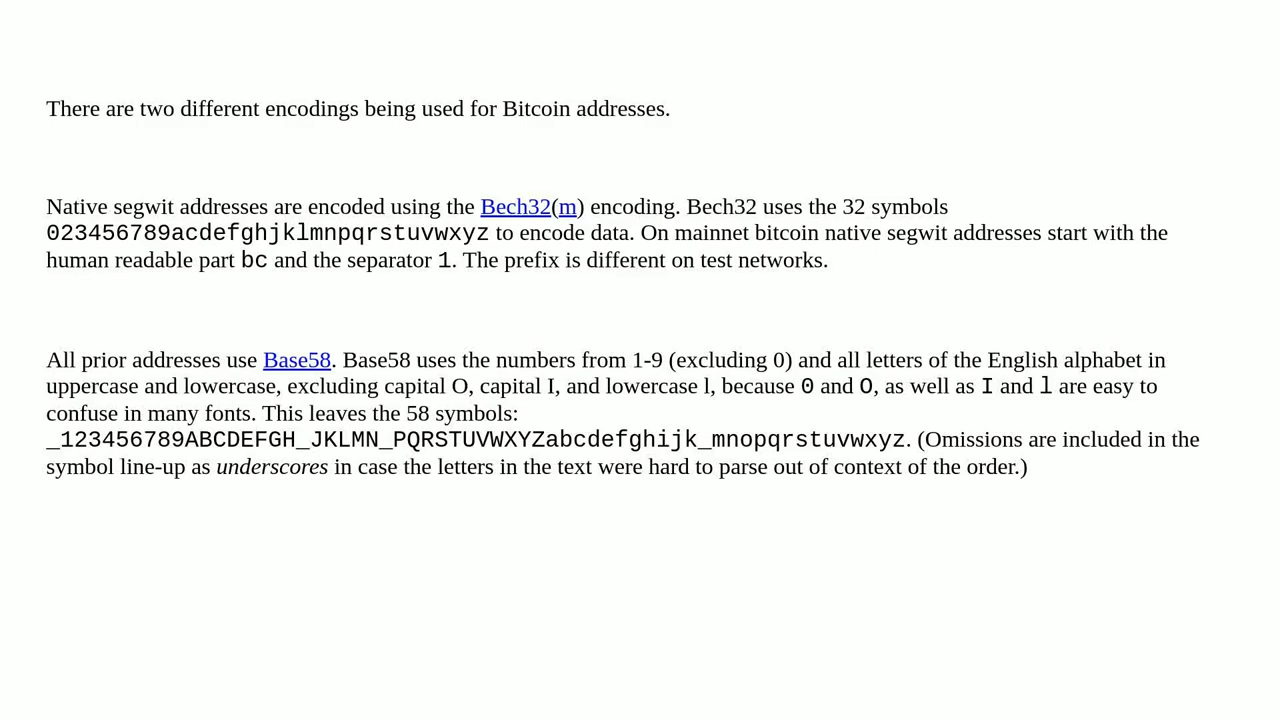 There are two different encodings being used for Bitcoin addresses.
Native segwit addresses are encoded using the Bech32(m) encoding. Bech32 uses the 32 symbols
023456789acdefghjklmnpqrstuvwxyz to encode data. On mainnet bitcoin native segwit addresses start with the
human readable part bc and the separator 1. The prefix is different on test networks.
All prior addresses use Base58. Base58 uses the numbers from 1-9 (excluding 0) and all letters of the English alphabet in
uppercase and lowercase, excluding capital O, capital I, and lowercase l, because 0 and O, as well as I and l are easy to
confuse in many fonts. This leaves the 58 symbols:
_123456789ABCDEFGH_JKLMN_PQRSTUVWXYZabcdefghijk_mnopqrstuvwxyz. (Omissions are included in the
symbol line-up as underscores in case the letters in the text were hard to parse out of context of the order.)